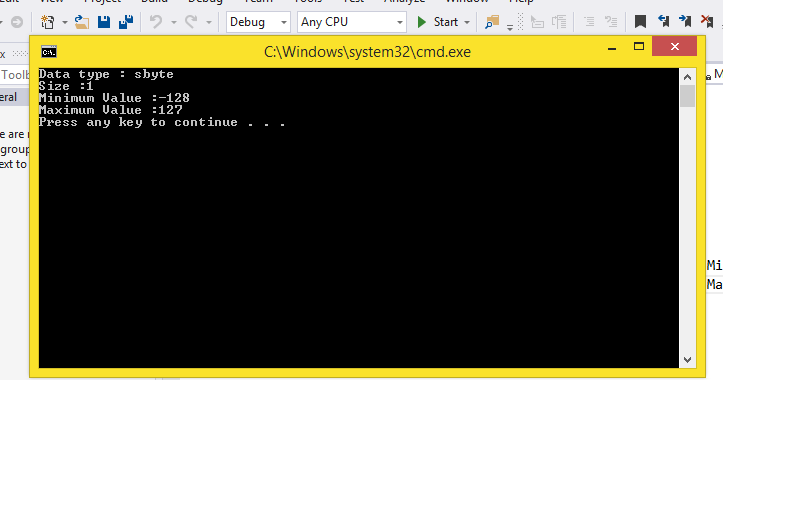 Debug
Any CPU
Start
C:\Windows\system32\cmd.exe
Data type : sbyte
Size :1
Minimum Value :-128
Maximum Value :127
Press any key to continue . . .
Toolb
eral
e are
group
ext to
M
Mi
Ma